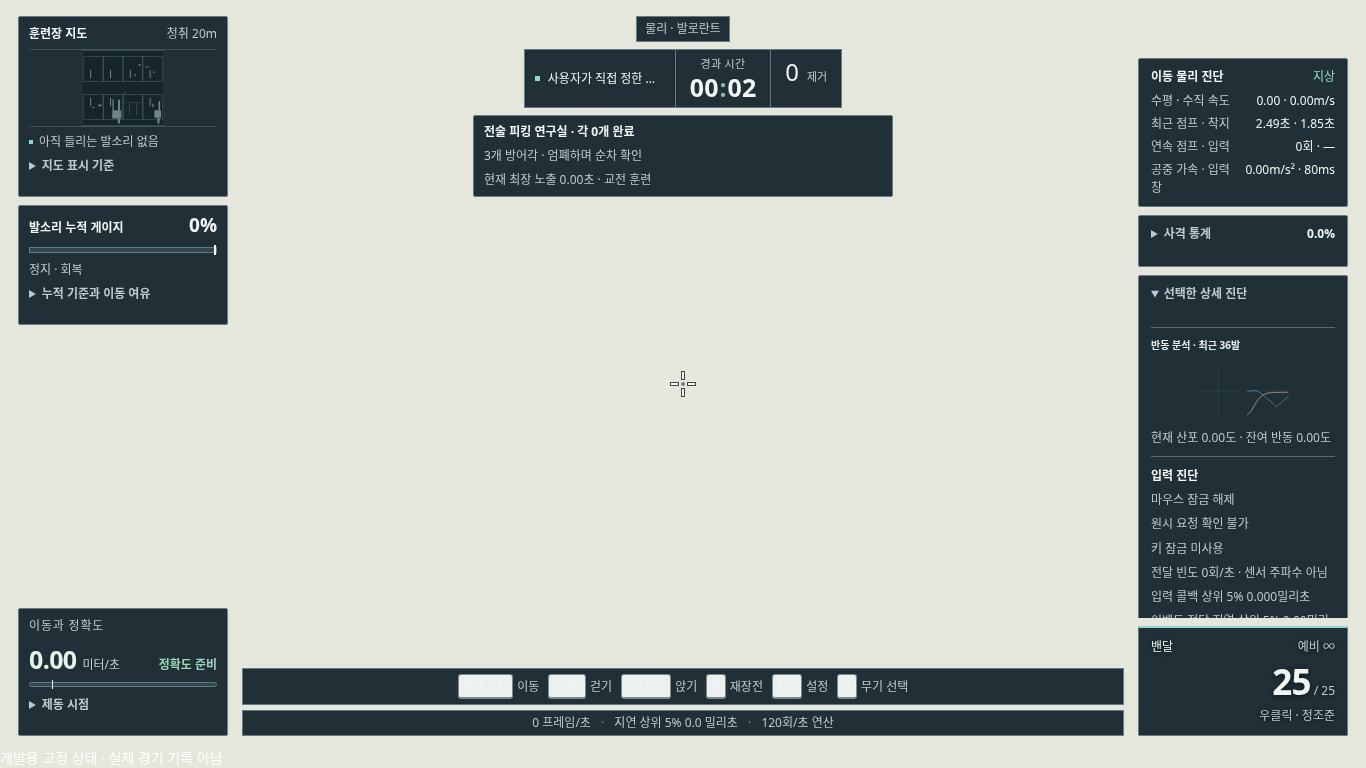 훈련장 지도 청취 20m
아직 들리는 발소리 없음
지도 표시 기준
발소리 누적 게이지 0%
정지 · 회복
누적 기준과 이동 여유
이동과 정확도
0.00 미터/초 정확도 준비
제동 시점
개발용 고정 상태 · 실제 경기 기록 아님
물리 · 발로란트
사용자가 직접 정한 ...
경과 시간
00:02
0 제거
전술 피킹 연구실 · 각 0개 완료
3개 방어각 · 엄폐하며 순차 확인
현재 최장 노출 0.00초 · 교전 훈련
이동 걷기 앉기 재장전 설정 무기 선택
0 프레임/초 · 지연 상위 5% 0.0 밀리초 · 120회/초 연산
이동 물리 진단 지상
수평 · 수직 속도 0.00 · 0.00m/s
최근 점프 · 착지 2.49초 · 1.85초
연속 점프 · 입력 0회 · —
공중 가속 · 입력 0.00m/s² · 80ms
창
사격 통계 0.0%
선택한 상세 진단
반동 분석 · 최근 36발
현재 산포 0.00도 · 잔여 반동 0.00도
입력 진단
마우스 잠금 해제
원시 요청 확인 불가
키 잠금 미사용
전달 빈도 0회/초 · 센서 주파수 아님
입력 콜백 상위 5% 0.000밀리초
밴달 예비 ∞
25 / 25
우클릭 · 정조준